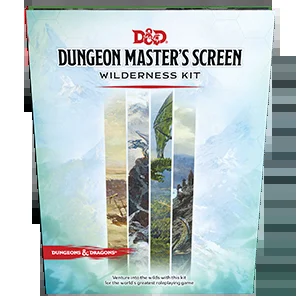 D&D
DUNGEON MASTER'S SCREEN
WILDERNESS KIT
DUNGEONS & DRAGONS®
Venture into the wilds with this kit
for the world's greatest roleplaying game